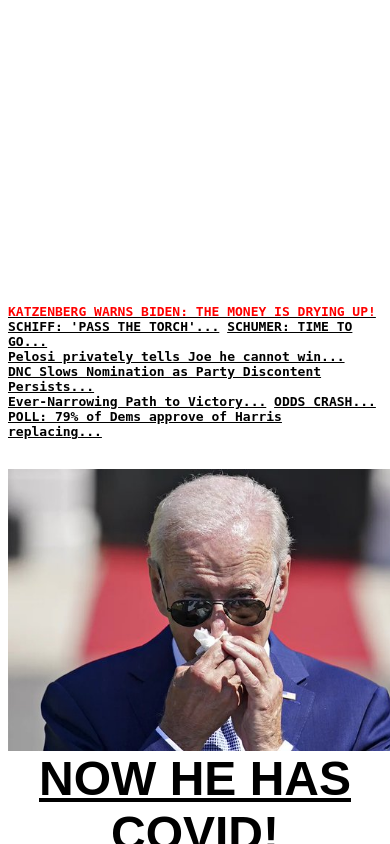 KATZENBERG WARNS BIDEN: THE MONEY IS DRYING UP!
SCHIFF: 'PASS THE TORCH'... SCHUMER: TIME TO
GO...
Pelosi privately tells Joe he cannot win...
DNC Slows Nomination as Party Discontent
Persists...
Ever-Narrowing Path to Victory... ODDS CRASH...
POLL: 79% of Dems approve of Harris
replacing...
NOW HE HAS
COVID!